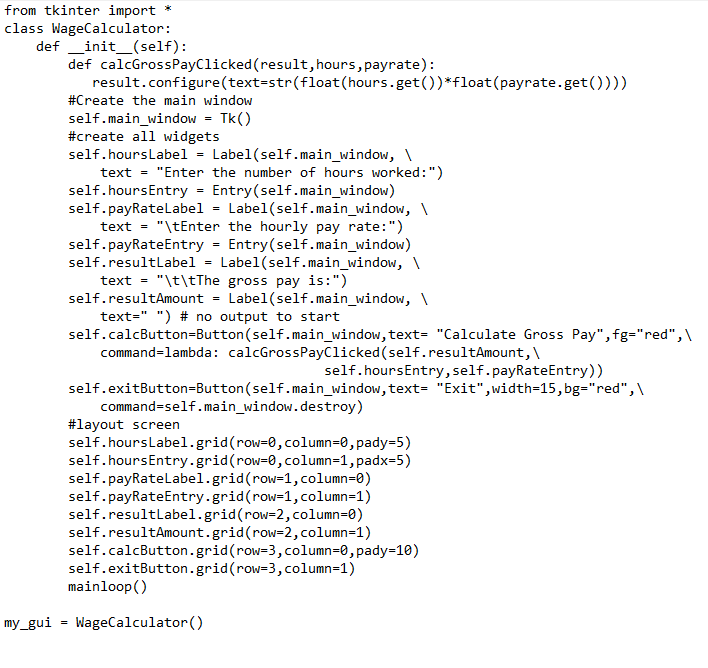 from tkinter import *
class WageCalculator:
    def __init__(self):
        def calcGrossPayClicked(result,hours,payrate):
           result.configure(text=str(float(hours.get())*float(payrate.get())))
        #Create the main window
        self.main_window = Tk()
        #create all widgets
        self.hoursLabel = Label(self.main_window, \
            text = "Enter the number of hours worked:")
        self.hoursEntry = Entry(self.main_window)
        self.payRateLabel = Label(self.main_window, \
            text = "\tEnter the hourly pay rate:")
        self.payRateEntry = Entry(self.main_window)
        self.resultLabel = Label(self.main_window, \
            text = "\t\tThe gross pay is:")
        self.resultAmount = Label(self.main_window, \
            text=" ") # no output to start
        self.calcButton=Button(self.main_window,text= "Calculate Gross Pay",fg="red",\
            command=lambda: calcGrossPayClicked(self.resultAmount,\
                                        self.hoursEntry,self.payRateEntry))
        self.exitButton=Button(self.main_window,text= "Exit",width=15,bg="red",\
            command=self.main_window.destroy)
        #layout screen
        self.hoursLabel.grid(row=0,column=0,pady=5)
        self.hoursEntry.grid(row=0,column=1,padx=5)
        self.payRateLabel.grid(row=1,column=0)
        self.payRateEntry.grid(row=1,column=1)
        self.resultLabel.grid(row=2,column=0)
        self.resultAmount.grid(row=2,column=1)
        self.calcButton.grid(row=3,column=0,pady=10)
        self.exitButton.grid(row=3,column=1)
        mainloop()

my_gui = WageCalculator()